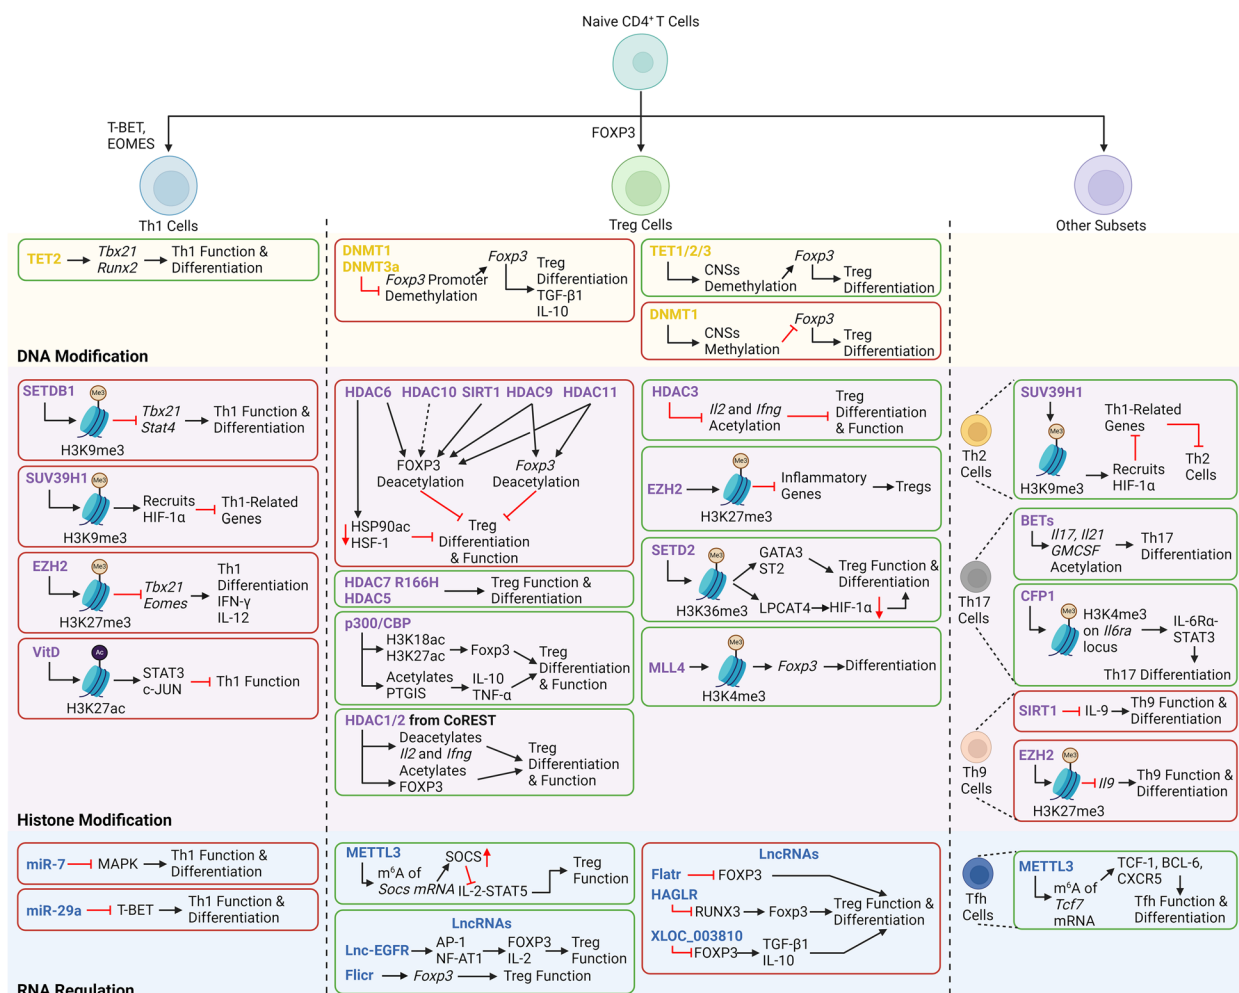 Naive CD4⁺ T Cells
T-BET,
EOMES
FOXP3
Th1 Cells
Treg Cells
Other Subsets
TET2
Tbx21
Runx2
Th1 Function &
Differentiation
DNMT1
DNMT3a
Foxp3 Promoter
Demethylation
Foxp3
Treg
Differentiation
TGF-β1
IL-10
TET1/2/3
CNSs
Demethylation
Foxp3
Treg
Differentiation
DNMT1
CNSs
Methylation
Foxp3
Treg
Differentiation
DNA Modification
SETDB1
Me3
H3K9me3
Tbx21
Stat4
Th1 Function &
Differentiation
SUV39H1
Me3
H3K9me3
Recruits
HIF-1α
Th1-Related
Genes
EZH2
Me3
H3K27me3
Tbx21
Eomes
Th1
Differentiation
IFN-γ
IL-12
VitD
Ac
H3K27ac
STAT3
c-JUN
Th1 Function
HDAC6 HDAC10 SIRT1 HDAC9 HDAC11
FOXP3
Deacetylation
Foxp3
Deacetylation
HSP90ac
HSF-1
Treg
Differentiation
& Function
HDAC7 R166H
HDAC5
Treg Function &
Differentiation
p300/CBP
H3K18ac
H3K27ac
Foxp3
Acetylates
PTGIS
IL-10
TNF-α
Treg
Differentiation
& Function
HDAC1/2 from CoREST
Deacetylates
Il2 and Ifng
Acetylates
FOXP3
Treg
Differentiation
& Function
HDAC3
Il2 and Ifng
Acetylation
Treg
Differentiation
& Function
EZH2
Me3
H3K27me3
Inflammatory
Genes
Tregs
SETD2
Me3
H3K36me3
GATA3
ST2
LPCAT4
HIF-1α
Treg Function &
Differentiation
MLL4
Me3
H3K4me3
Foxp3
Differentiation
Th2
Cells
SUV39H1
Me3
H3K9me3
Th1-Related
Genes
Recruits
HIF-1α
Th2
Cells
Th17
Cells
BETs
Il17, Il21
GMCSF
Acetylation
Th17
Differentiation
CFP1
Me3
H3K4me3
on Il6ra
locus
IL-6Rα-
STAT3
Th17 Differentiation
Th9
Cells
SIRT1
IL-9
Th9 Function &
Differentiation
EZH2
Me3
H3K27me3
Il9
Th9 Function &
Differentiation
Histone Modification
miR-7
MAPK
Th1 Function &
Differentiation
miR-29a
T-BET
Th1 Function &
Differentiation
METTL3
m⁶A of
Socs mRNA
SOCS
IL-2-STAT5
Treg
Function
LncRNAs
Lnc-EGFR
AP-1
NF-AT1
FOXP3
IL-2
Treg
Function
Flicr
Foxp3
Treg Function
LncRNAs
Flatr
FOXP3
HAGLR
RUNX3
Foxp3
Treg Function &
Differentiation
XLOC_003810
FOXP3
TGF-β1
IL-10
Tfh
Cells
METTL3
m⁶A of
Tcf7
mRNA
TCF-1, BCL-6,
CXCR5
Tfh Function &
Differentiation
RNA Regulation